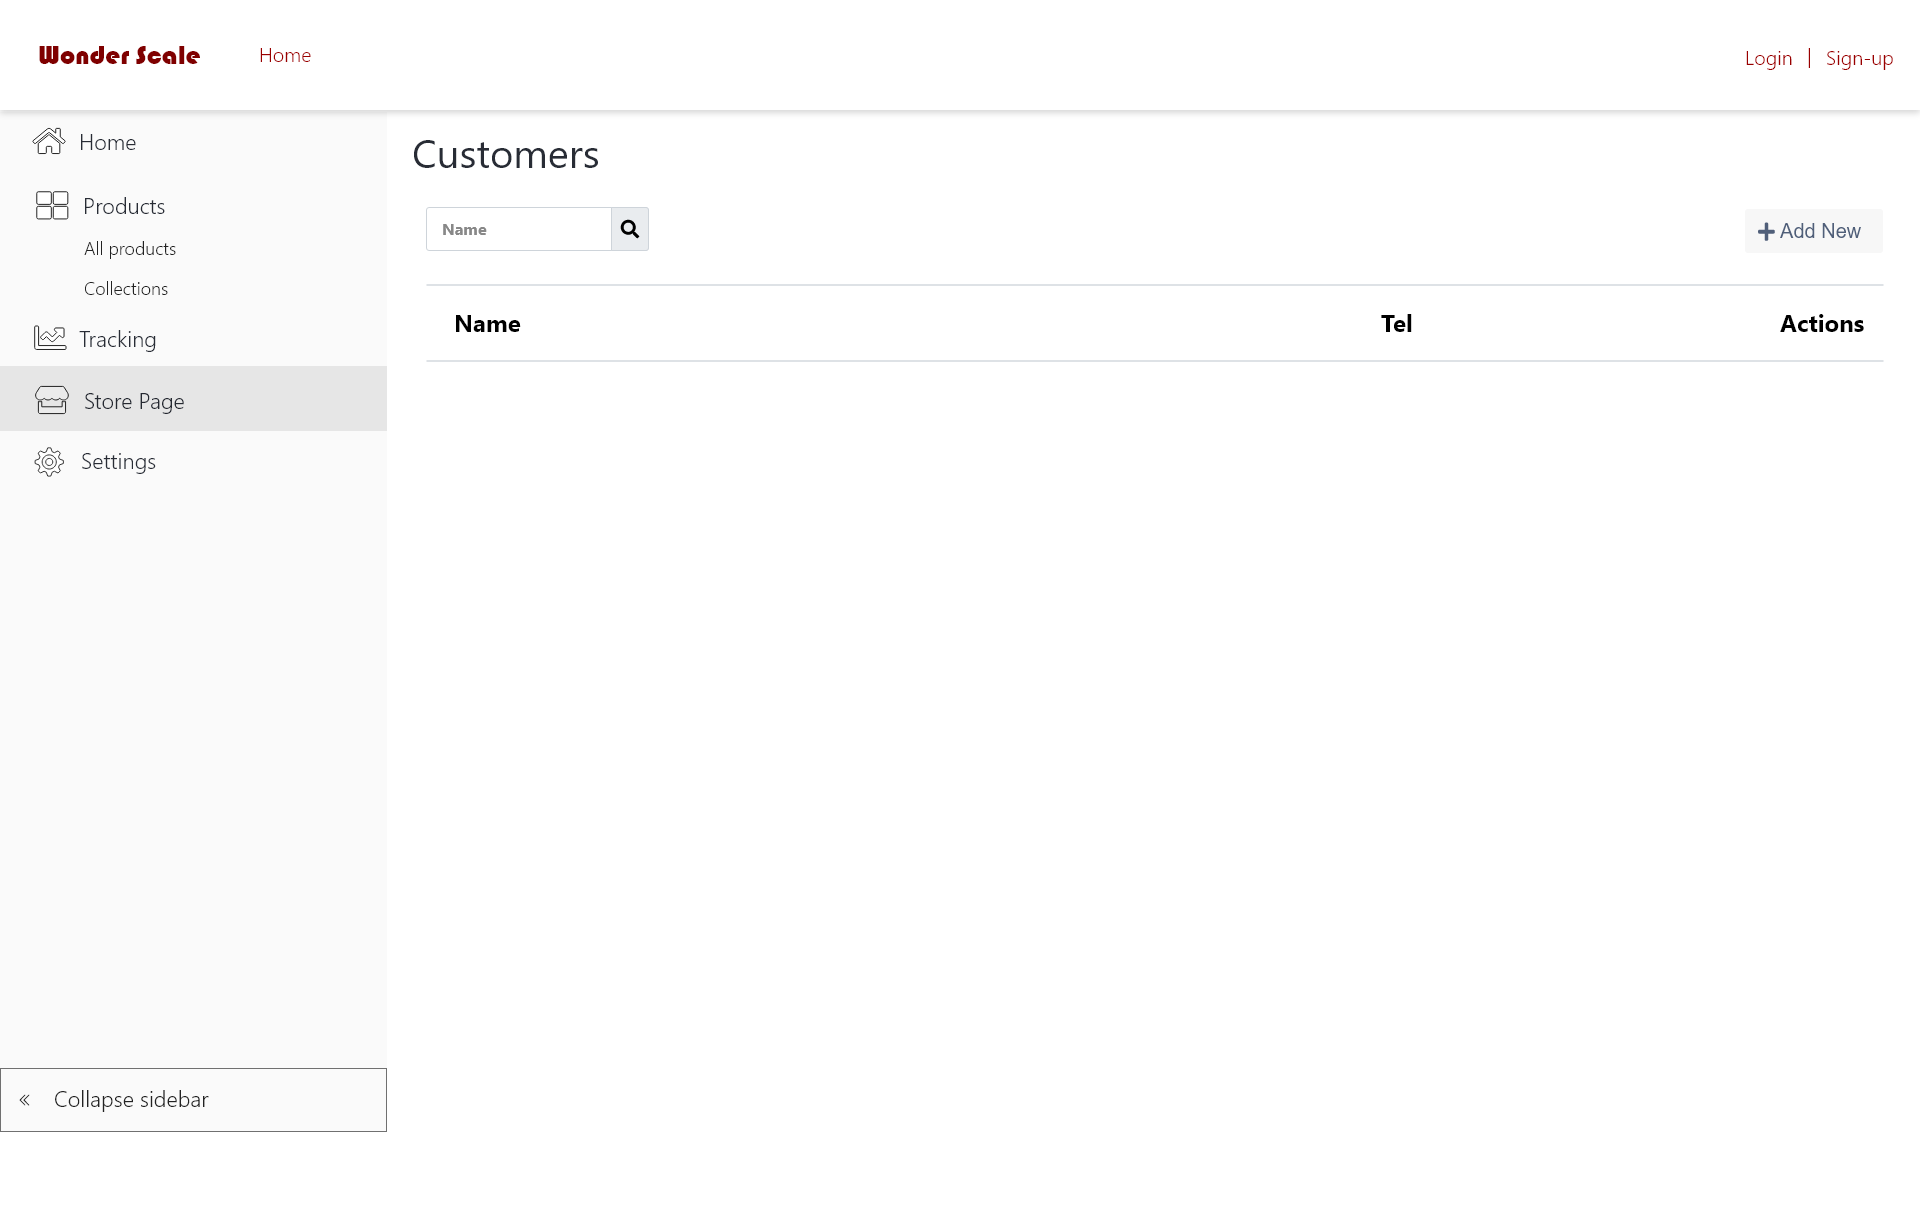 Wonder Scale
Home
Login | Sign-up
Home
Products
All products
Collections
Tracking
Store Page
Settings
« Collapse sidebar
Customers
Name
Add New
Name Tel Actions